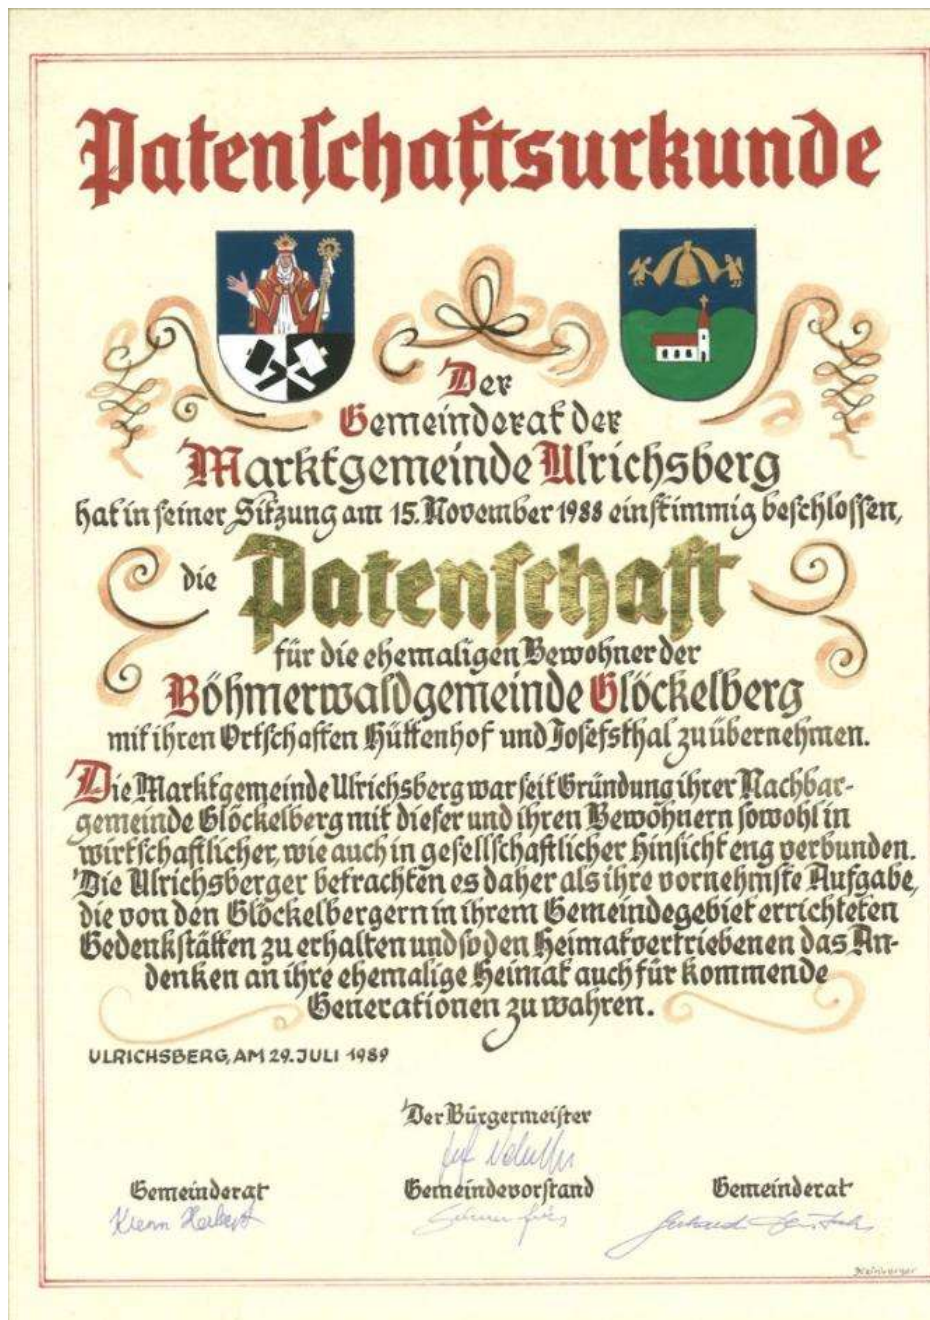 Patenschaftsurkunde
Der
Gemeinderat der
Marktgemeinde Ulrichsberg
hat in seiner Sitzung am 15. November 1988 einstimmig beschlossen,
die Patenschaft
für die ehemaligen Bewohner der
Böhmerwaldgemeinde Glöckelberg
mit ihren Ortschaften Hüttenhof und Josefsthal zu übernehmen.
Die Marktgemeinde Ulrichsberg war seit Gründung ihrer Nachbar-
gemeinde Glöckelberg mit dieser und ihren Bewohnern sowohl in
wirtschaftlicher, wie auch in gesellschaftlicher Hinsicht eng verbunden.
Die Ulrichsberger betrachten es daher als ihre vornehmste Aufgabe,
die von den Glöckelbergern in ihrem Gemeindegebiet errichteten
Gedenkstätten zu erhalten und so den Heimatvertriebenen das An-
denken an ihre ehemalige Heimat auch für kommende
Generationen zu wahren.
ULRICHSBERG, AM 29. JULI 1989
Der Bürgermeister
Gemeinderat Gemeindevorstand Gemeinderat
Krenn Herbert